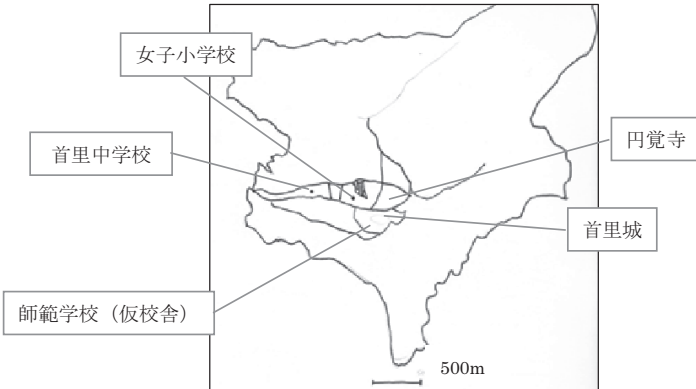 女子小学校
首里中学校
円覚寺
首里城
師範学校（仮校舎）
500m